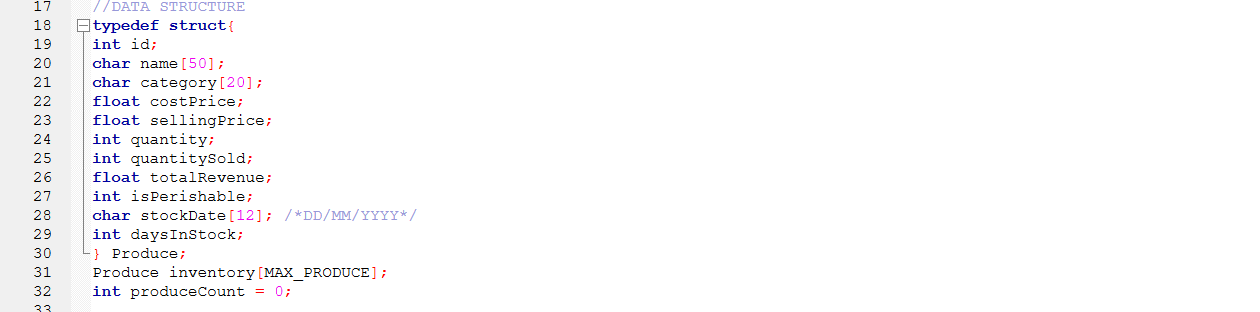 17 //DATA STRUCTURE
18 typedef struct{
19 int id;
20 char name[50];
21 char category[20];
22 float costPrice;
23 float sellingPrice;
24 int quantity;
25 int quantitySold;
26 float totalRevenue;
27 int isPerishable;
28 char stockDate[12]; /*DD/MM/YYYY*/
29 int daysInStock;
30 } Produce;
31 Produce inventory[MAX_PRODUCE];
32 int produceCount = 0;
33